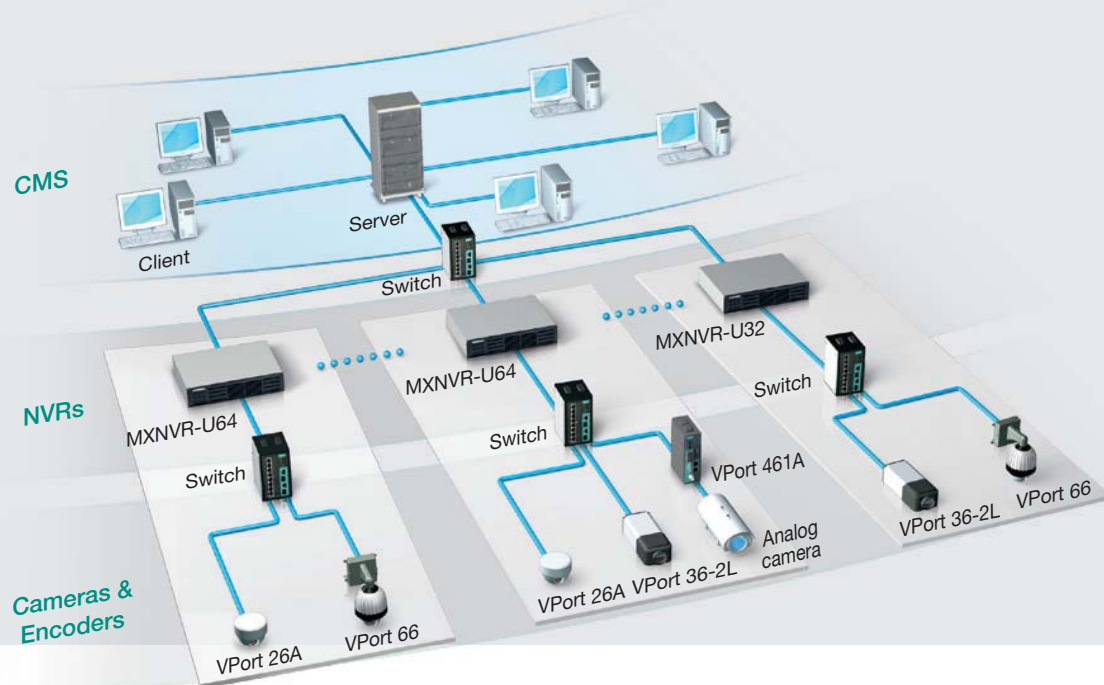 CMS
Server
Client
Switch
MXNVR-U32
MXNVR-U64
Switch
NVRs
MXNVR-U64
Switch
VPort 461A
Switch
VPort 66
VPort 36-2L
Analog
camera
VPort 26A
VPort 36-2L
Cameras &
Encoders
VPort 66
VPort 26A